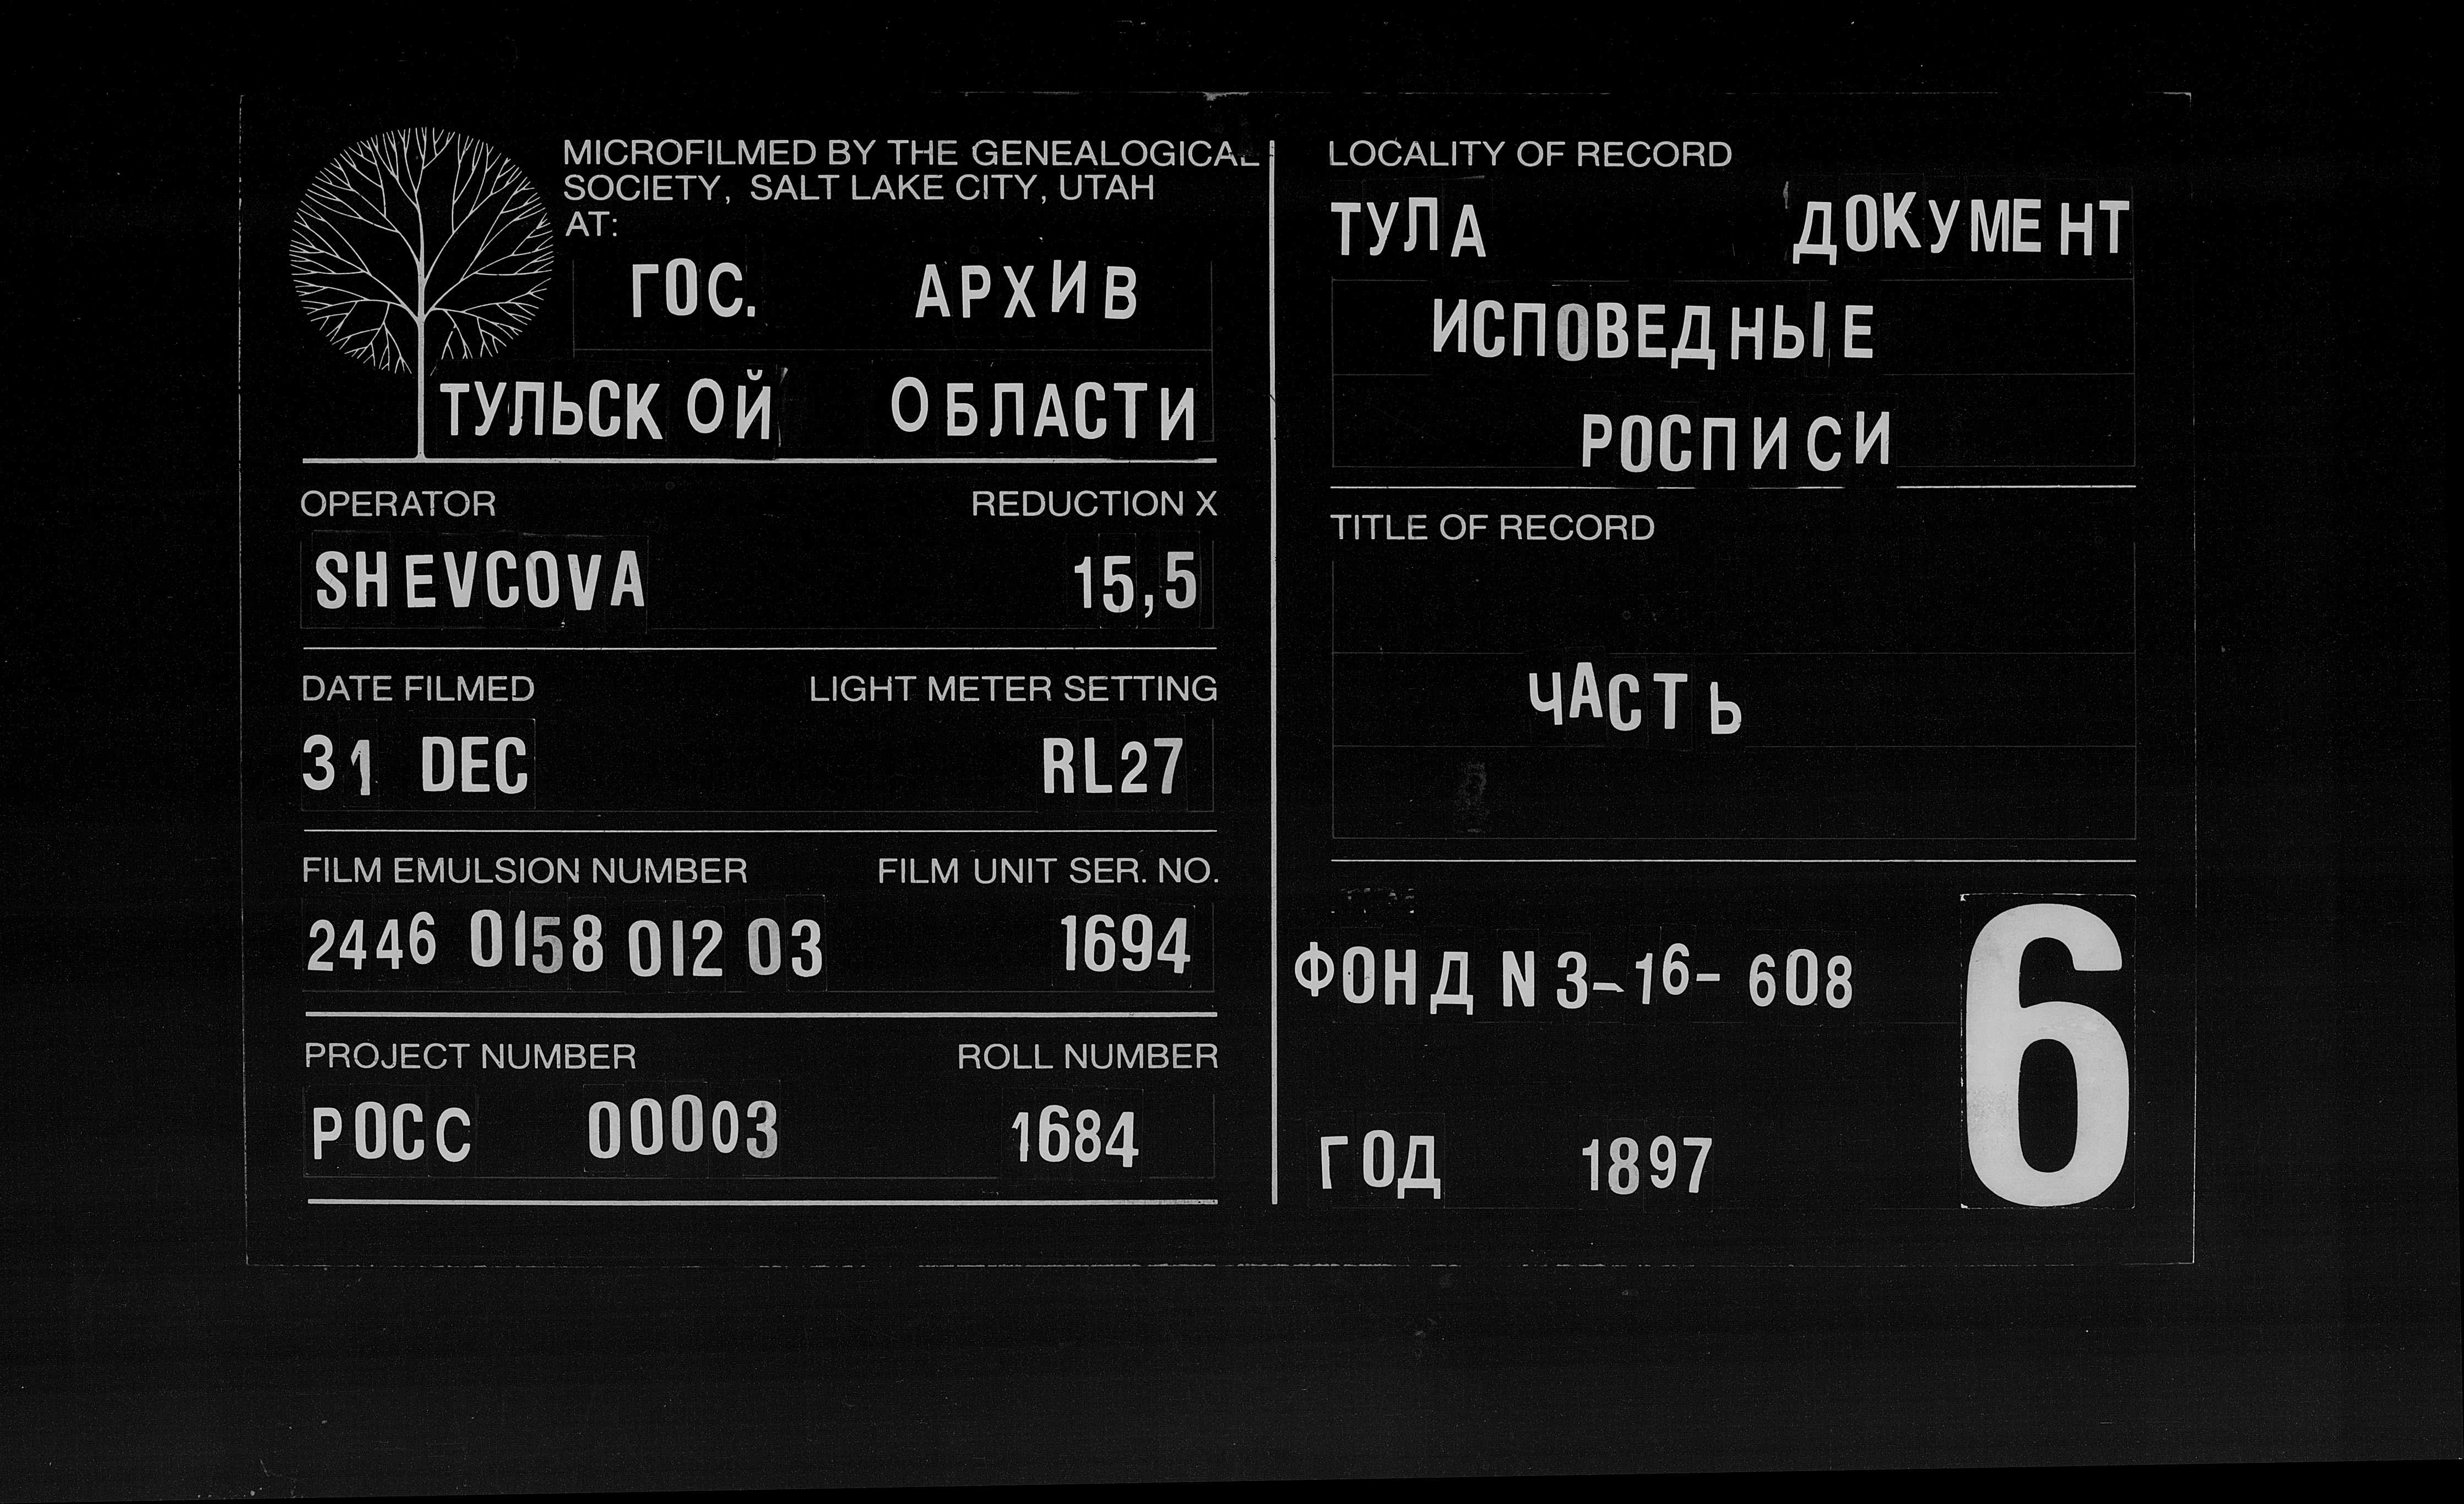 MICROFILMED BY THE GENEALOGICAL
SOCIETY, SALT LAKE CITY, UTAH
AT:
ГОС. АРХИВ
ТУЛЬСКОЙ ОБЛАСТИ
OPERATOR REDUCTION X
SHEVCOVA 15,5
DATE FILMED LIGHT METER SETTING
31 DEC RL27
FILM EMULSION NUMBER FILM UNIT SER. NO.
2446 0158 012 03 1694
PROJECT NUMBER ROLL NUMBER
РОСС 00003 1684
LOCALITY OF RECORD
ТУЛА ДОКУМЕНТ
ИСПОВЕДНЫЕ
РОСПИСИ
TITLE OF RECORD
ЧАСТЬ
ФОНД N 3-16-608
6
ГОД 1897